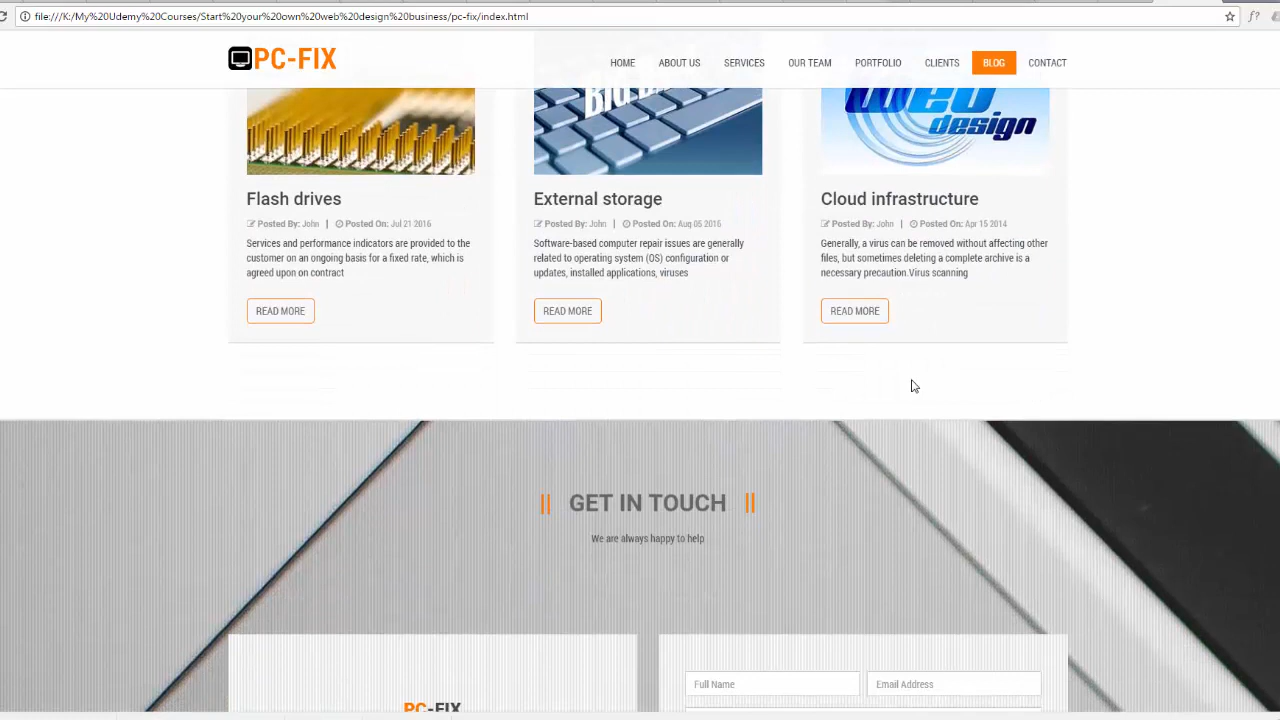 file:///K:/My%20Udemy%20Courses/Start%20your%20own%20web%20design%20business/pc-fix/index.html
PC-FIX
HOME ABOUT US SERVICES OUR TEAM PORTFOLIO CLIENTS BLOG CONTACT
design
Flash drives
Posted By: John | Posted On: Jul 21 2016
Services and performance indicators are provided to the
customer on an ongoing basis for a fixed rate, which is
agreed upon on contract
READ MORE
External storage
Posted By: John | Posted On: Aug 05 2016
Software-based computer repair issues are generally
related to operating system (OS) configuration or
updates, installed applications, viruses
READ MORE
Cloud infrastructure
Posted By: John | Posted On: Apr 15 2014
Generally, a virus can be removed without affecting other
files, but sometimes deleting a complete archive is a
necessary precaution.Virus scanning
READ MORE
GET IN TOUCH
We are always happy to help
PC-FIX
Full Name
Email Address